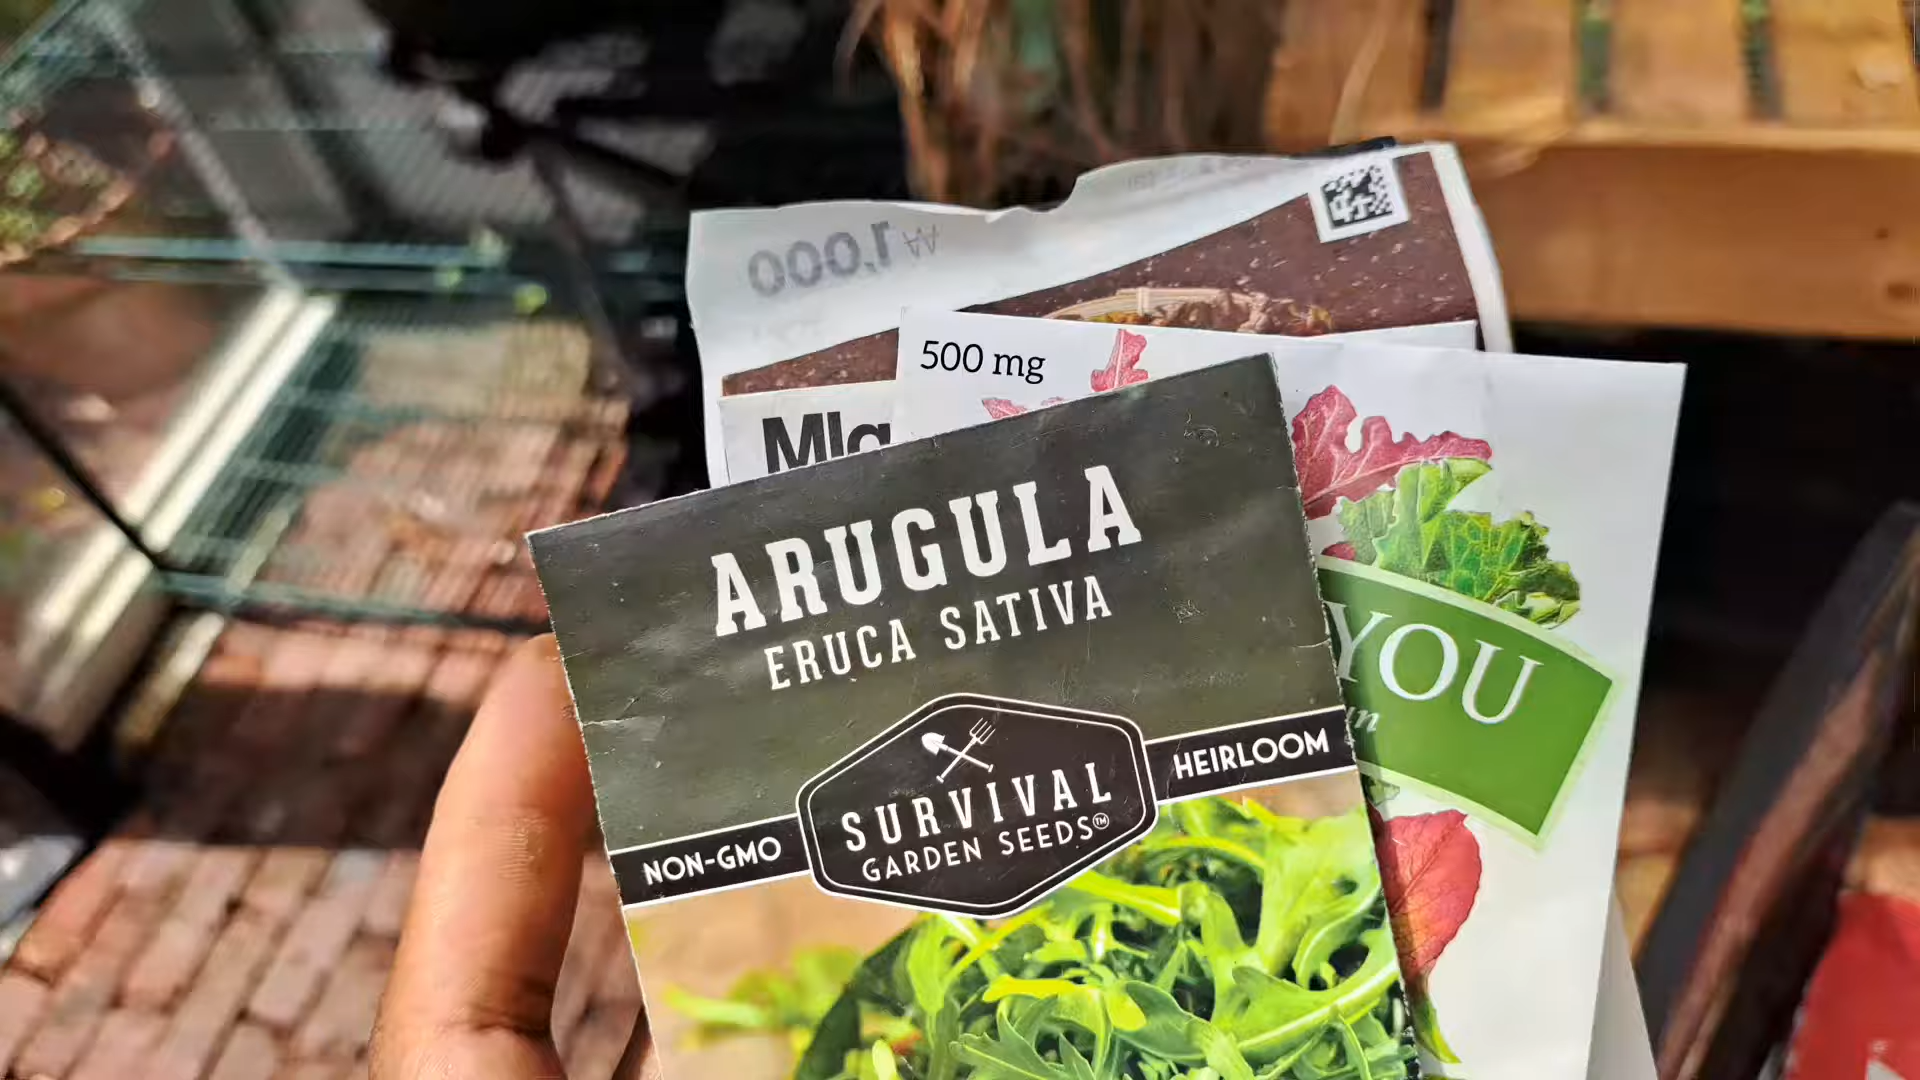 1,000
500 mg
ARUGULA
ERUCA SATIVA
NON-GMO
SURVIVAL
GARDEN SEEDS™
HEIRLOOM
YOU